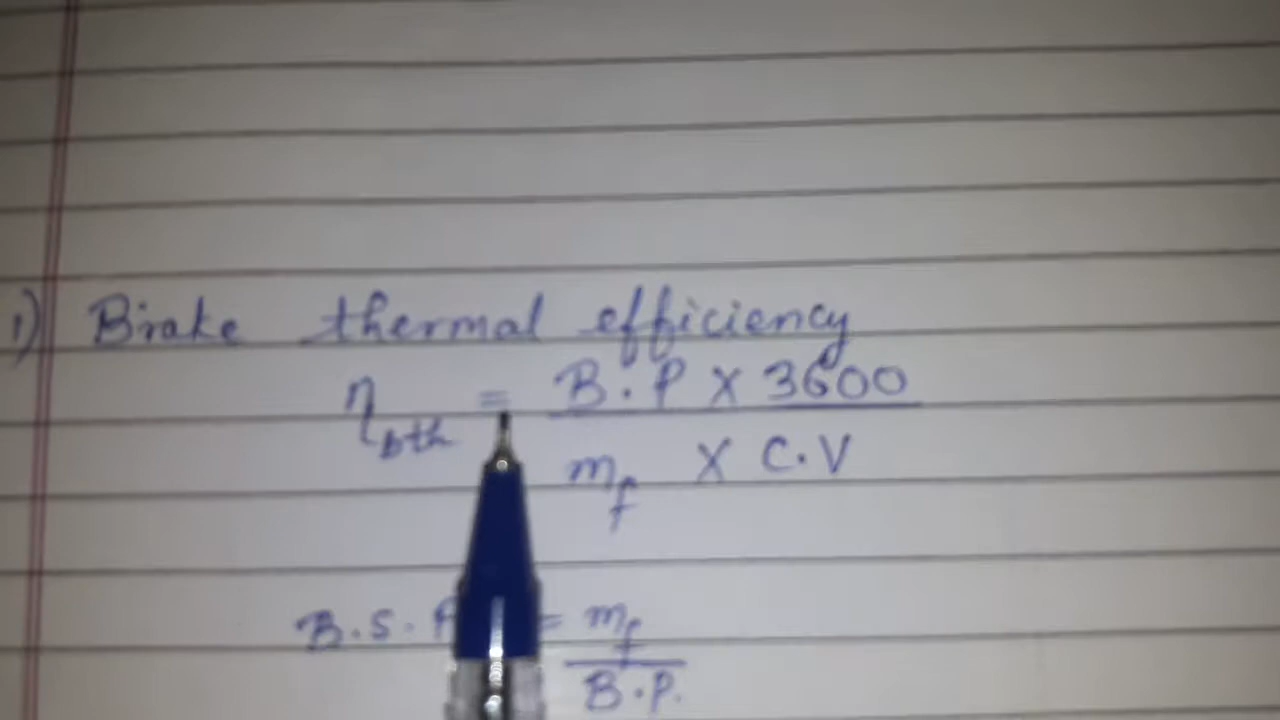 1) Brake thermal efficiency
η bth = B.P X 3600
m f X C.V
B.S. = m f
B.P.